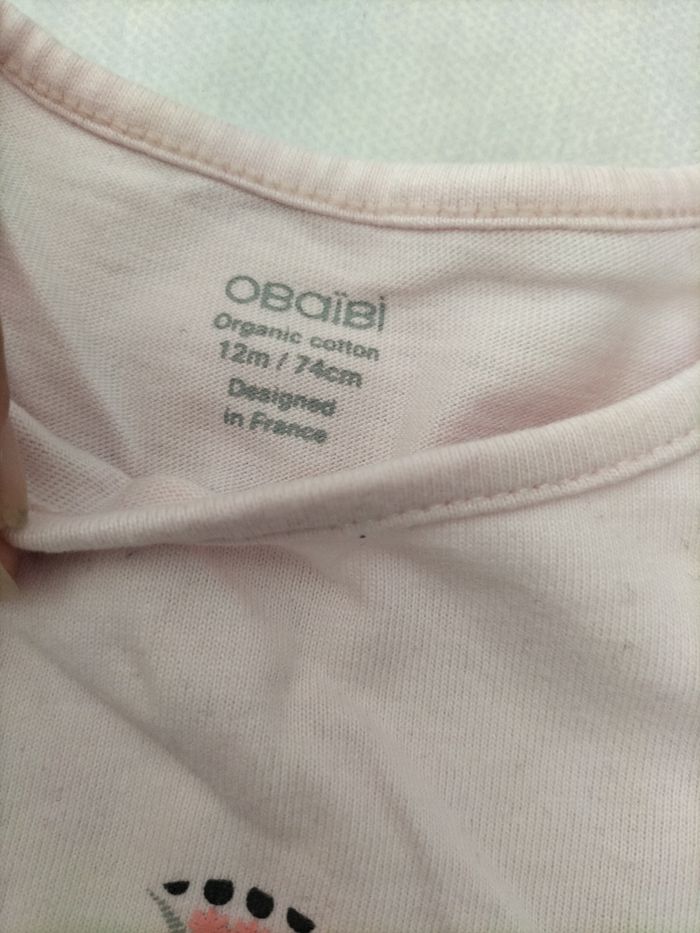 OBaïBi
Organic cotton
12m / 74cm
Designed
in France